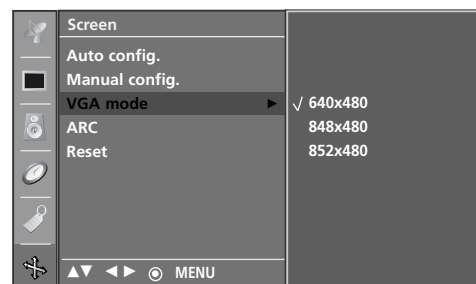 Screen
Auto config.
Manual config.
VGA mode ►
ARC
Reset
√ 640x480
848x480
852x480
▲▼ ◄► ◉ MENU